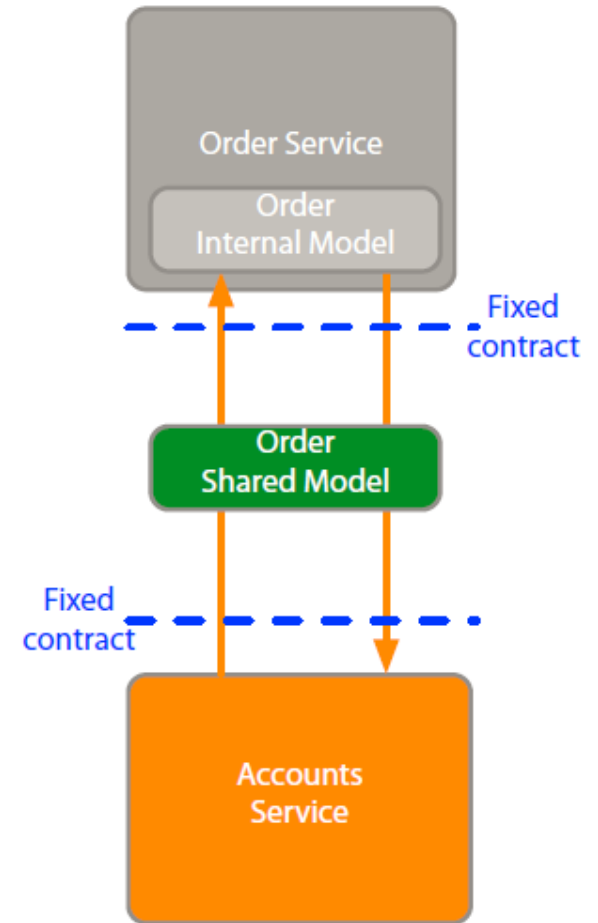 Order Service
Order
Internal Model
Fixed
contract
Order
Shared Model
Fixed
contract
Accounts
Service